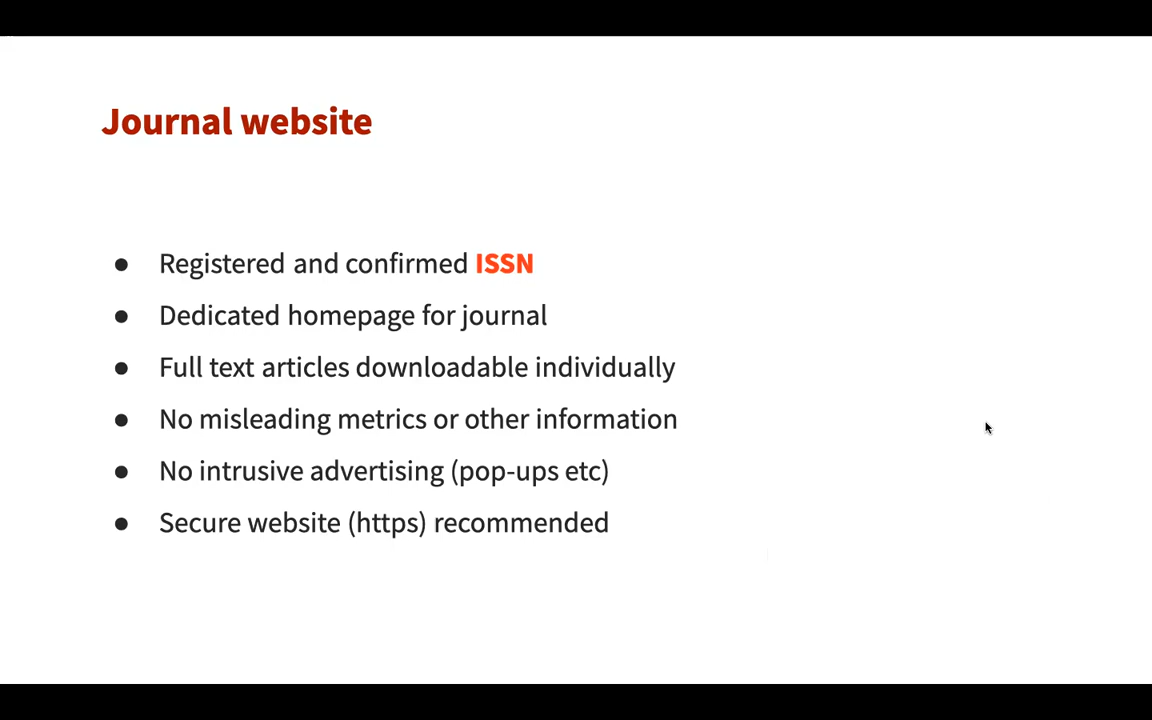 Journal website
● Registered and confirmed ISSN
● Dedicated homepage for journal
● Full text articles downloadable individually
● No misleading metrics or other information
● No intrusive advertising (pop-ups etc)
● Secure website (https) recommended